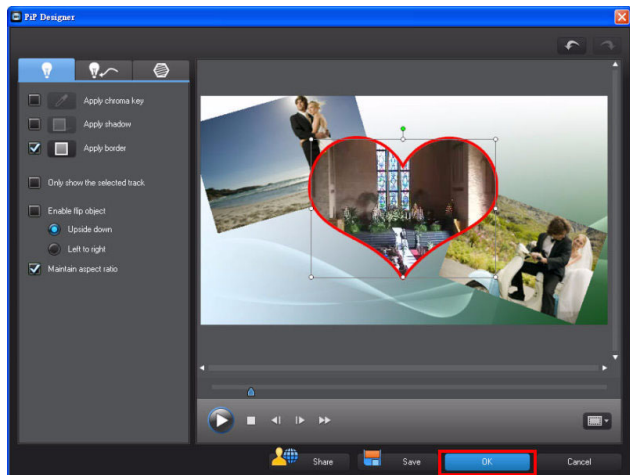 PiP Designer
Apply chroma key
Apply shadow
Apply border
Only show the selected track
Enable flip object
Upside down
Left to right
Maintain aspect ratio
Share Save OK Cancel